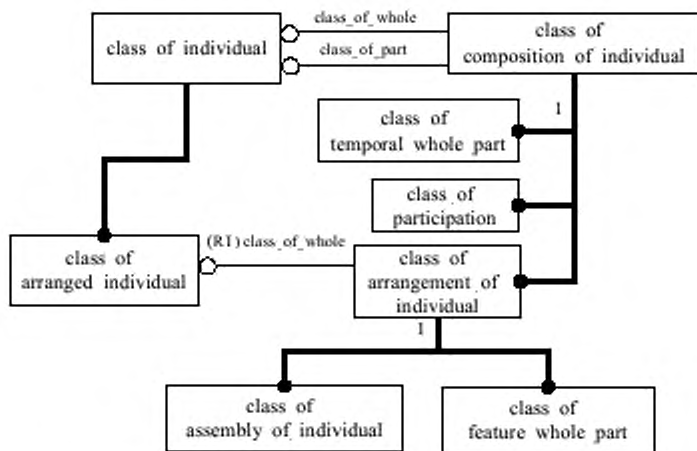 class_of_whole
class of individual
class_of_part
class of
composition of individual
1
class of
temporal whole part
class of
participation
(RT) class_of_whole
class of
arranged individual
class of
arrangement of
individual
1
class of
assembly of individual
class of
feature whole part